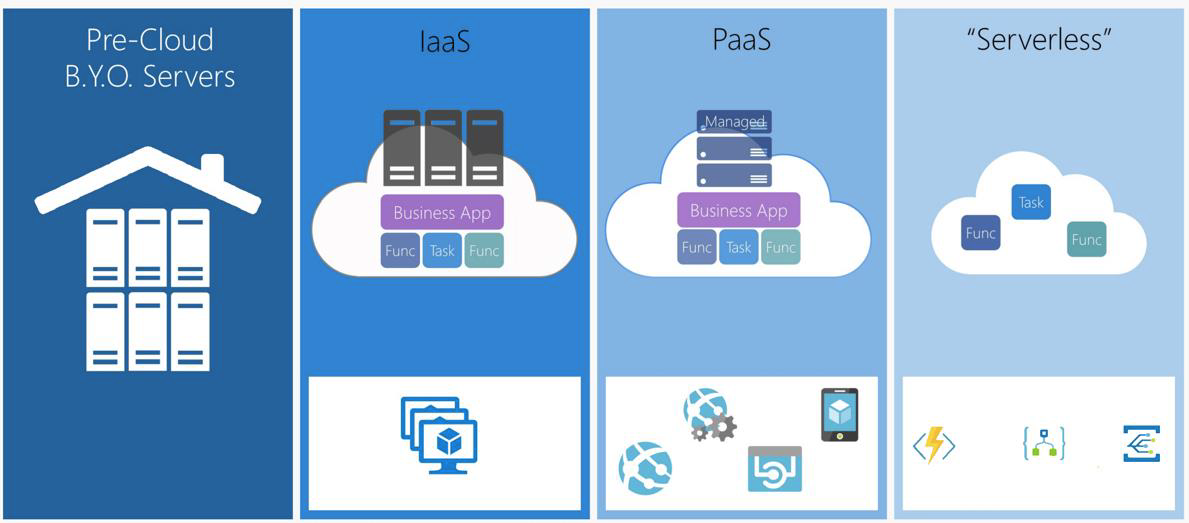 Pre-Cloud
B.Y.O. Servers
IaaS
Business App
Func Task Func
PaaS
Managed
Business App
Func Task Func
“Serverless”
Task
Func
Func